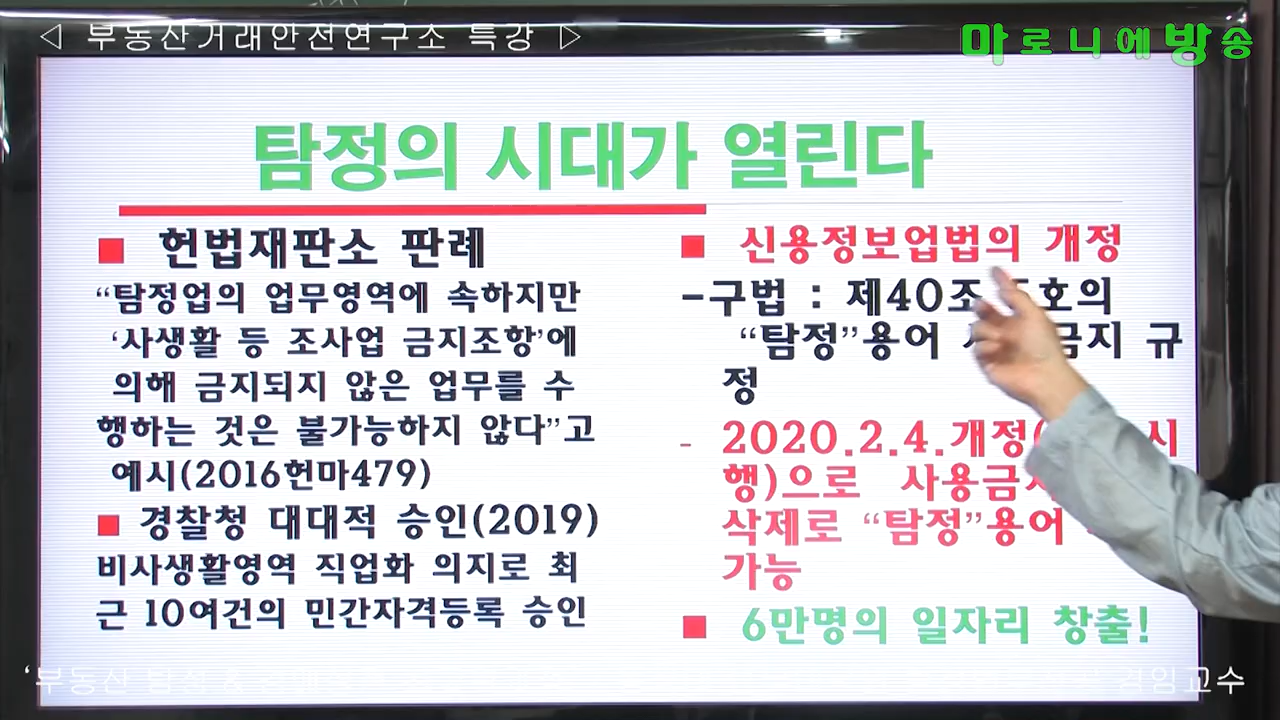 ◁ 부동산거래안전연구소 특강 ▷
마로니에방송
탐정의 시대가 열린다
■ 헌법재판소 판례
“탐정업의 업무영역에 속하지만
‘사생활 등 조사업 금지조항’에
의해 금지되지 않은 업무를 수
행하는 것은 불가능하지 않다”고
예시(2016헌마479)
■ 경찰청 대대적 승인(2019)
비사생활영역 직업화 의지로 최
근 10여건의 민간자격등록 승인
■ 신용정보업법의 개정
-구법 : 제40조 호의
“탐정”용어 금지 규
정
- 2020.2.4.개정( 시
행)으로
삭제로 “탐정”용어
가능
■ 6만명의 일자리 창출!
‘부동산
교수